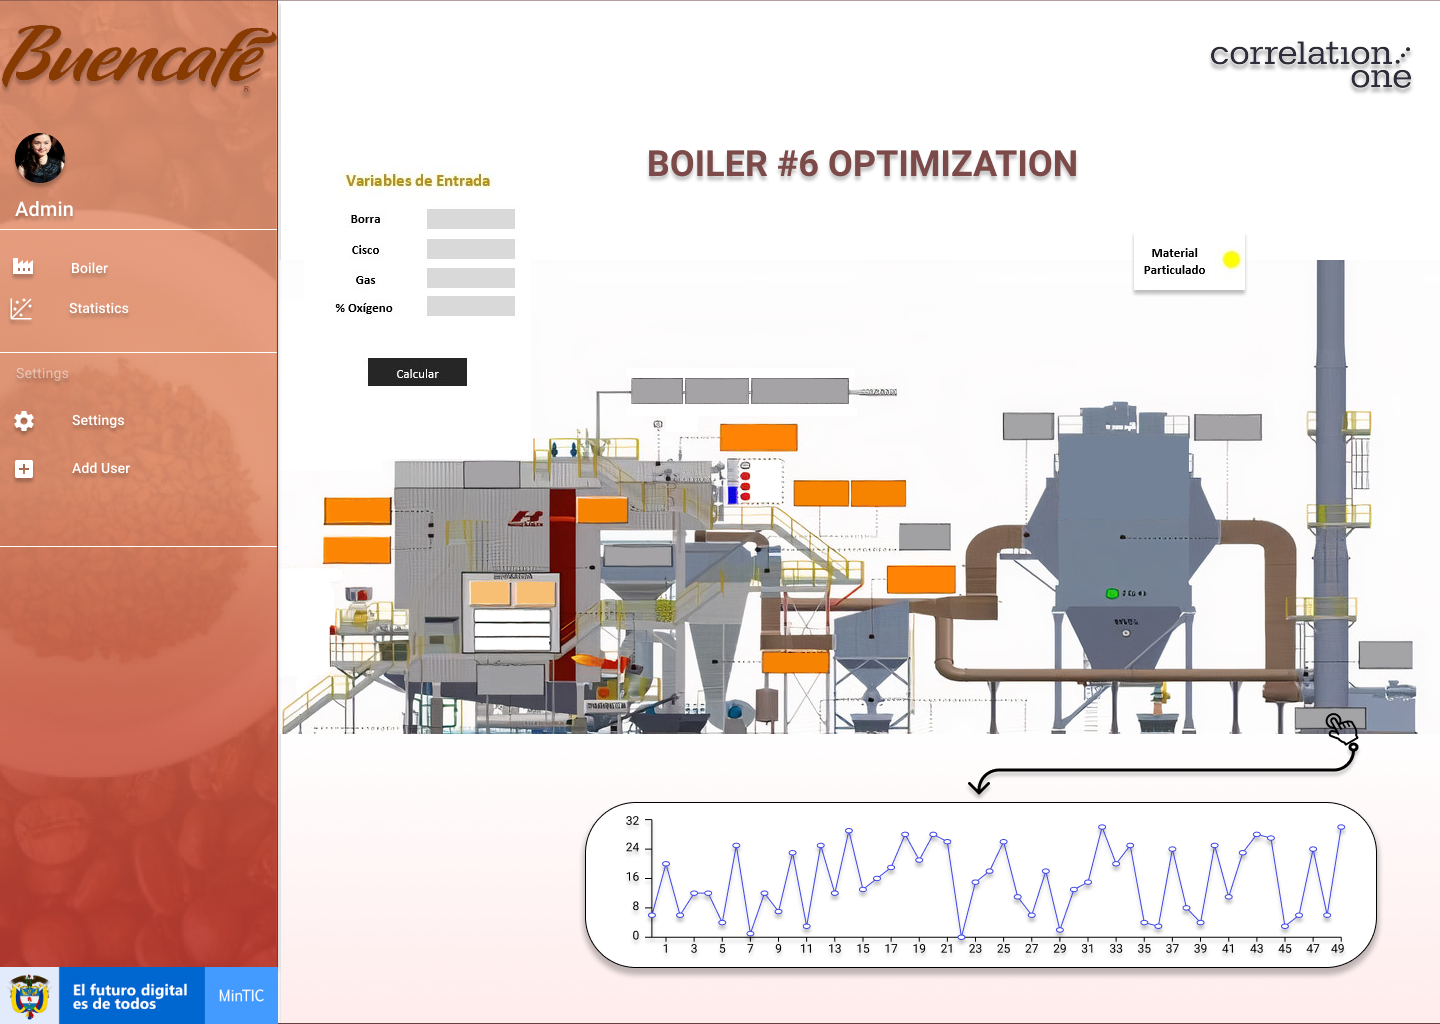 Buencafé
®
Admin
Boiler
Statistics
Settings
Settings
Add User
El futuro digital
es de todos
MinTIC
correlation
one
BOILER #6 OPTIMIZATION
Variables de Entrada
Borra
Cisco
Gas
% Oxígeno
Calcular
Material
Particulado
32
24
16
8
0
1 3 5 7 9 11 13 15 17 19 21 23 25 27 29 31 33 35 37 39 41 43 45 47 49